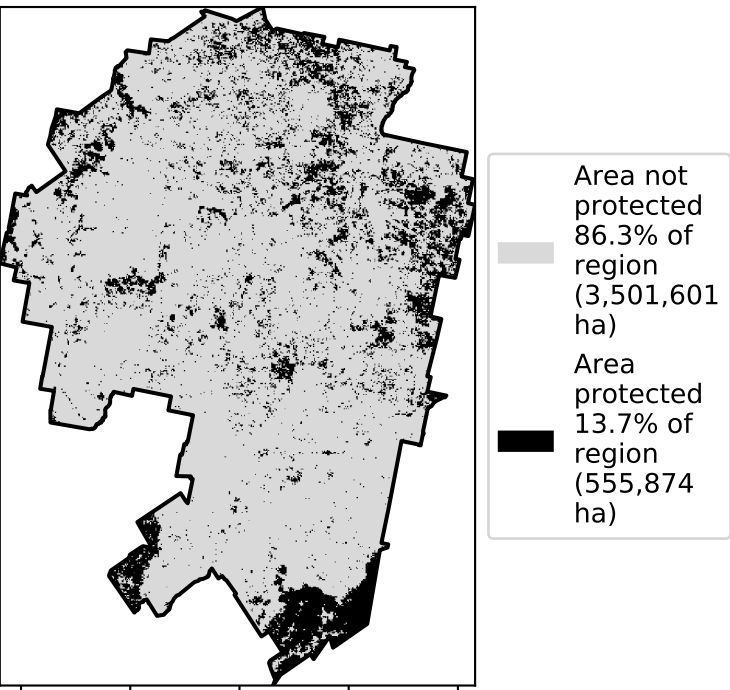 Area not
protected
86.3% of
region
(3,501,601
ha)
Area
protected
13.7% of
region
(555,874
ha)